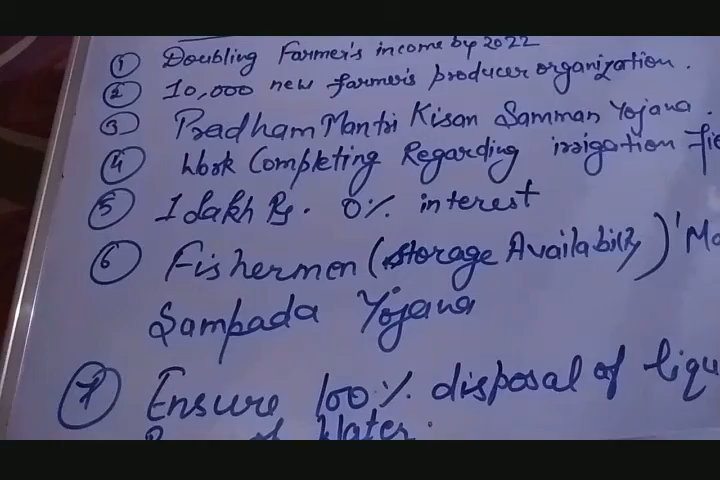 ① Doubling Farmer's income by 2022
② 10,000 new farmer's producer organization.
③ Pradham Mantri Kisan Samman Yojana.
④ Work Completing Regarding irrigation
⑤ 1 Lakh Rs. 0% interest
⑥ Fishermen (storage Availability)
Sampada Yojana
⑦ Ensure 100% disposal of
of Water.